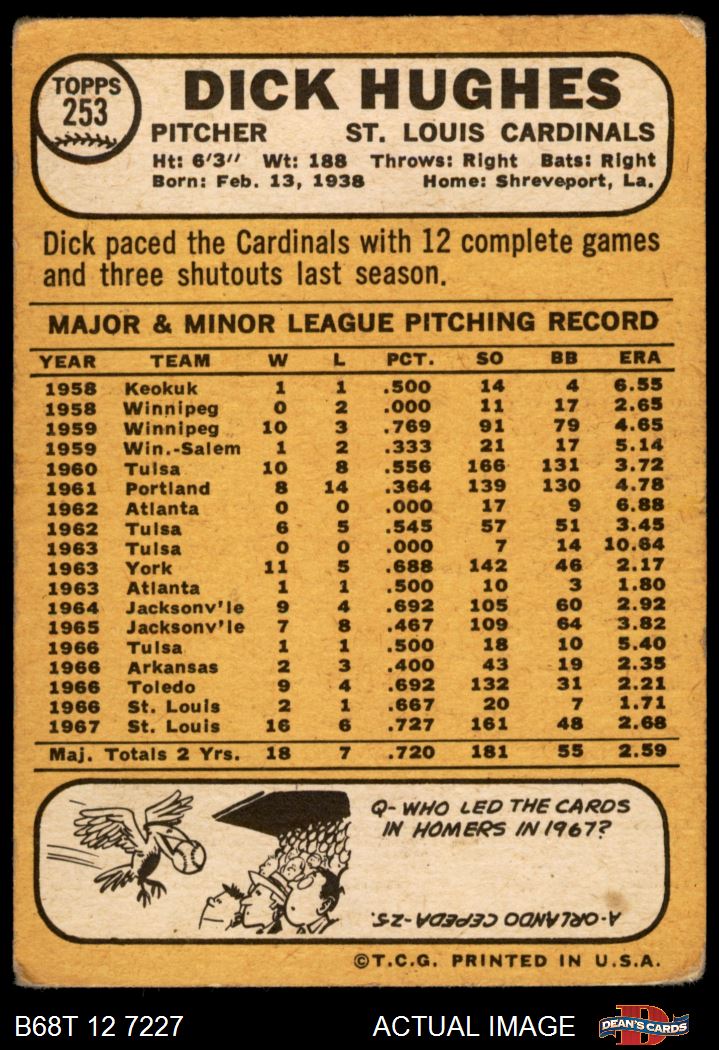 TOPPS
253
DICK HUGHES
PITCHER ST. LOUIS CARDINALS
Ht: 6'3" Wt: 188 Throws: Right Bats: Right
Born: Feb. 13, 1938 Home: Shreveport, La.
Dick paced the Cardinals with 12 complete games
and three shutouts last season.
MAJOR & MINOR LEAGUE PITCHING RECORD
YEAR TEAM W L PCT. SO BB ERA
1958 Keokuk 1 1 .500 14 4 6.55
1958 Winnipeg 0 2 .000 11 17 2.65
1959 Winnipeg 10 3 .769 91 79 4.65
1959 Win.-Salem 1 2 .333 21 17 5.14
1960 Tulsa 10 8 .556 166 131 3.72
1961 Portland 8 14 .364 139 130 4.78
1962 Atlanta 0 0 .000 17 9 6.88
1962 Tulsa 6 5 .545 57 51 3.45
1963 Tulsa 0 0 .000 7 14 10.64
1963 York 11 5 .688 142 46 2.17
1963 Atlanta 1 1 .500 10 3 1.80
1964 Jacksonv'le 9 4 .692 105 60 2.92
1965 Jacksonv'le 7 8 .467 109 64 3.82
1966 Tulsa 1 1 .500 18 10 5.40
1966 Arkansas 2 3 .400 43 19 2.35
1966 Toledo 9 4 .692 132 31 2.21
1966 St. Louis 2 1 .667 20 7 1.71
1967 St. Louis 16 6 .727 161 48 2.68
Maj. Totals 2 Yrs. 18 7 .720 181 55 2.59
Q-WHO LED THE CARDS
IN HOMERS IN 1967?
A-ORLANDO CEPEDA-25.
©T.C.G. PRINTED IN U.S.A.
B68T 12 7227 ACTUAL IMAGE D DEAN'S CARDS